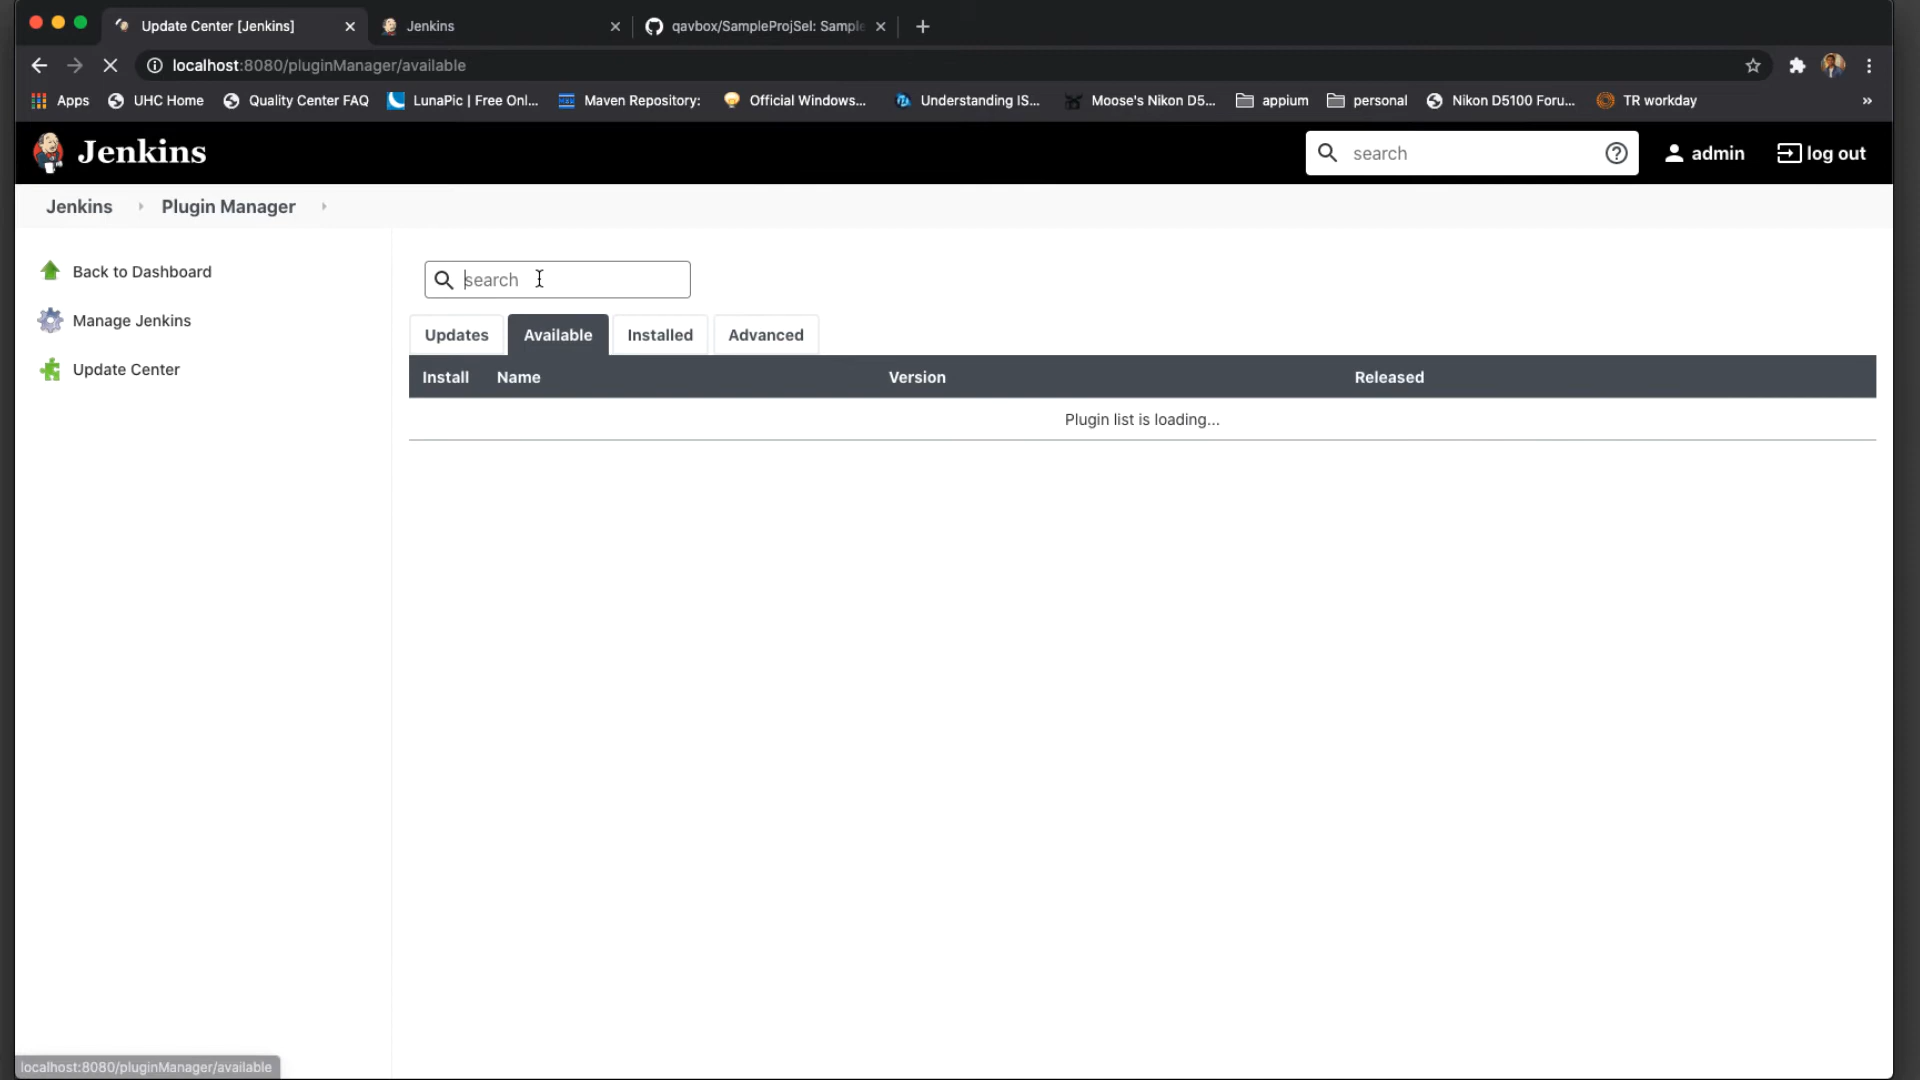 Update Center [Jenkins]
Jenkins
qavbox/SampleProjSel: Sample
localhost:8080/pluginManager/available
Apps
UHC Home
Quality Center FAQ
LunaPic | Free Onl...
Maven Repository:
Official Windows...
Understanding IS...
Moose's Nikon D5...
appium
personal
Nikon D5100 Foru...
TR workday
»
Jenkins
search
admin
log out
Jenkins
Plugin Manager
Back to Dashboard
Manage Jenkins
Update Center
search
Updates
Available
Installed
Advanced
Install
Name
Version
Released
Plugin list is loading...
localhost:8080/pluginManager/available